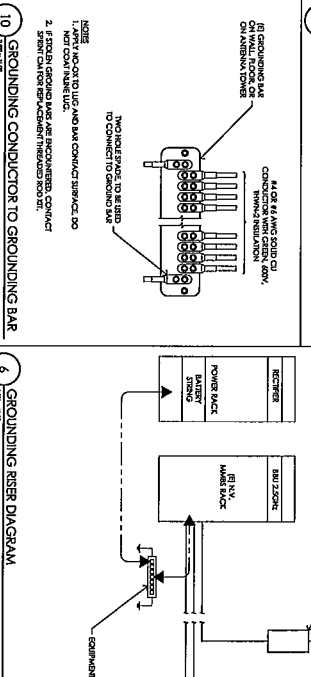 (E) GROUNDING BAR
ON WALL, FLOOR, OR
ON ANTENNA TOWER
#4 OR #6 AWG SOLID CU
CONDUCTOR WITH GREEN, 600V,
THWN-2 INSULATION
TWO HOLE SPADE, TO BE USED
TO CONNECT TO GROUND BAR
NOTES
1. APPLY NO-OX TO LUG AND BAR CONTACT SURFACE. DO
NOT COAT INLINE LUG.
2. IF STOLEN GROUND BARS ARE ENCOUNTERED, CONTACT
SPRINT CM FOR REPLACEMENT THREADED ROD KIT.
10
GROUNDING CONDUCTOR TO GROUNDING BAR
RECTIFIER
POWER RACK
BATTERY
STRING
BBU 2.5GHz
(E) N.V.
MMBS RACK
EQUIPMENT
6
GROUNDING RISER DIAGRAM